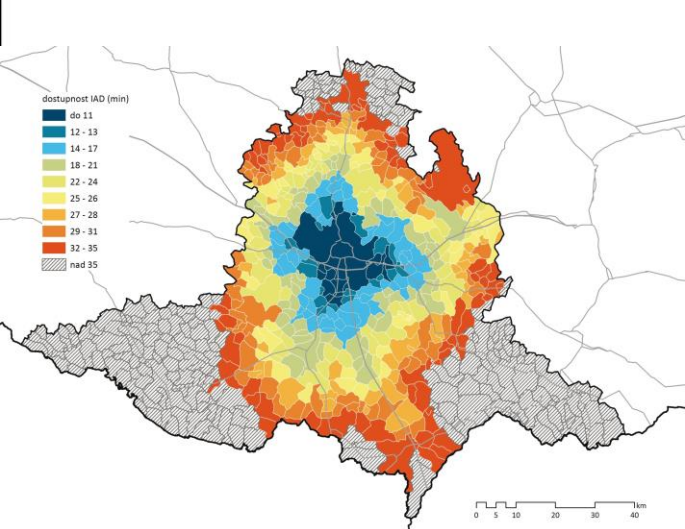 dostupnost IAD (min)
do 11
12 - 13
14 - 17
18 - 21
22 - 24
25 - 26
27 - 28
29 - 31
32 - 35
nad 35
km
0 5 10 20 30 40